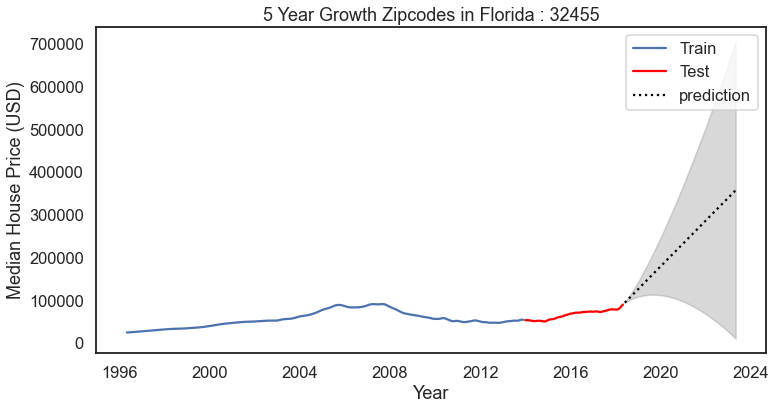 5 Year Growth Zipcodes in Florida : 32455
Train
Test
prediction
Median House Price (USD)
700000
600000
500000
400000
300000
200000
100000
0
1996 2000 2004 2008 2012 2016 2020 2024
Year